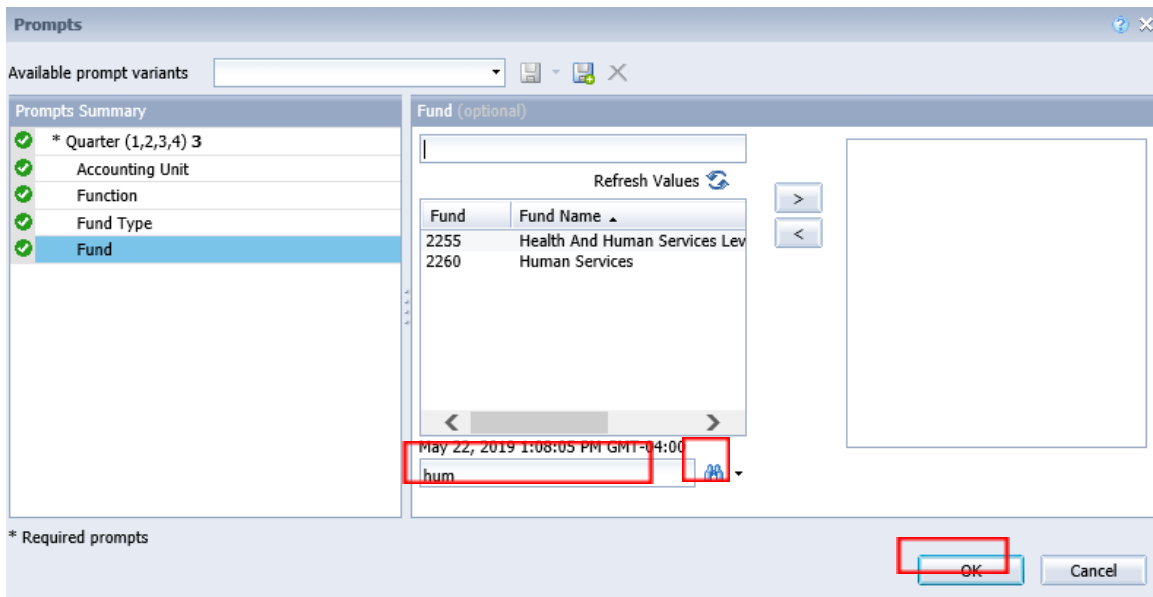 Prompts
Available prompt variants
Prompts Summary
* Quarter (1,2,3,4) 3
Accounting Unit
Function
Fund Type
Fund
Fund (optional)
Refresh Values
Fund Fund Name
2255 Health And Human Services Lev
2260 Human Services
>
<
May 22, 2019 1:08:05 PM GMT-04:00
hum
* Required prompts
OK Cancel